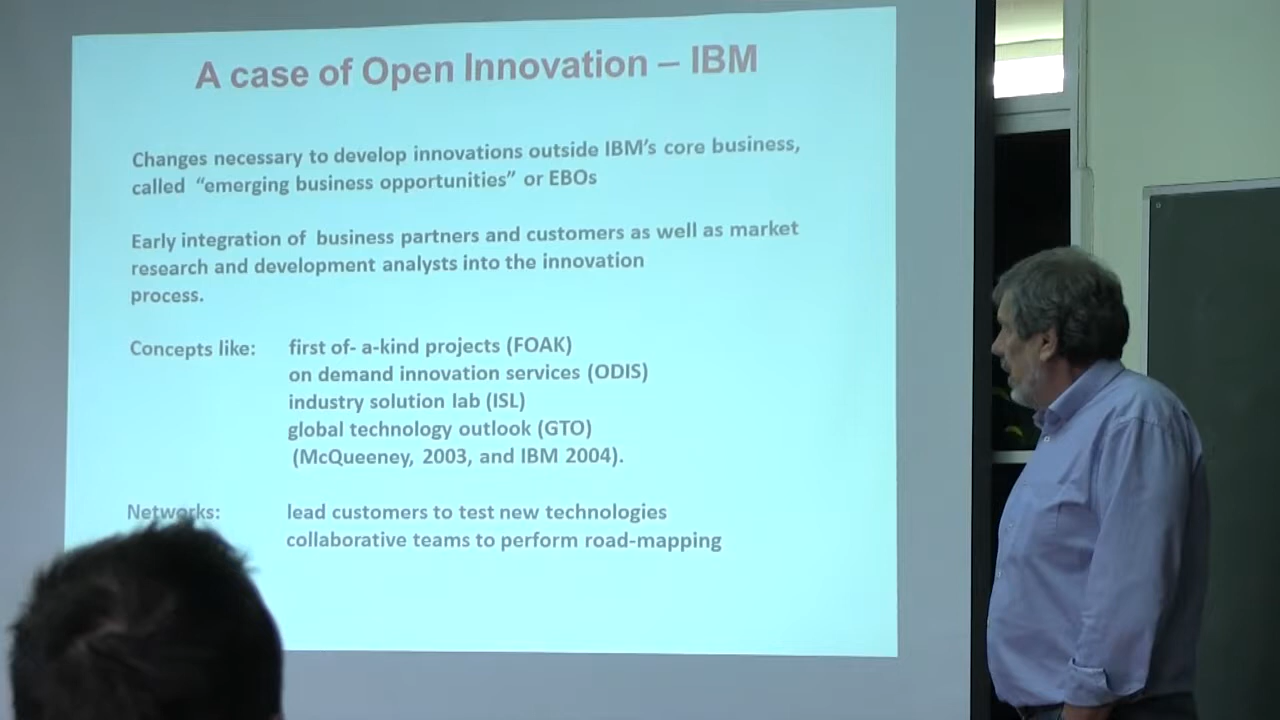 A case of Open Innovation – IBM
Changes necessary to develop innovations outside IBM's core business,
called "emerging business opportunities" or EBOs
Early integration of business partners and customers as well as market
research and development analysts into the innovation
process.
Concepts like: first of- a-kind projects (FOAK)
on demand innovation services (ODIS)
industry solution lab (ISL)
global technology outlook (GTO)
(McQueeney, 2003, and IBM 2004).
Networks: lead customers to test new technologies
collaborative teams to perform road-mapping